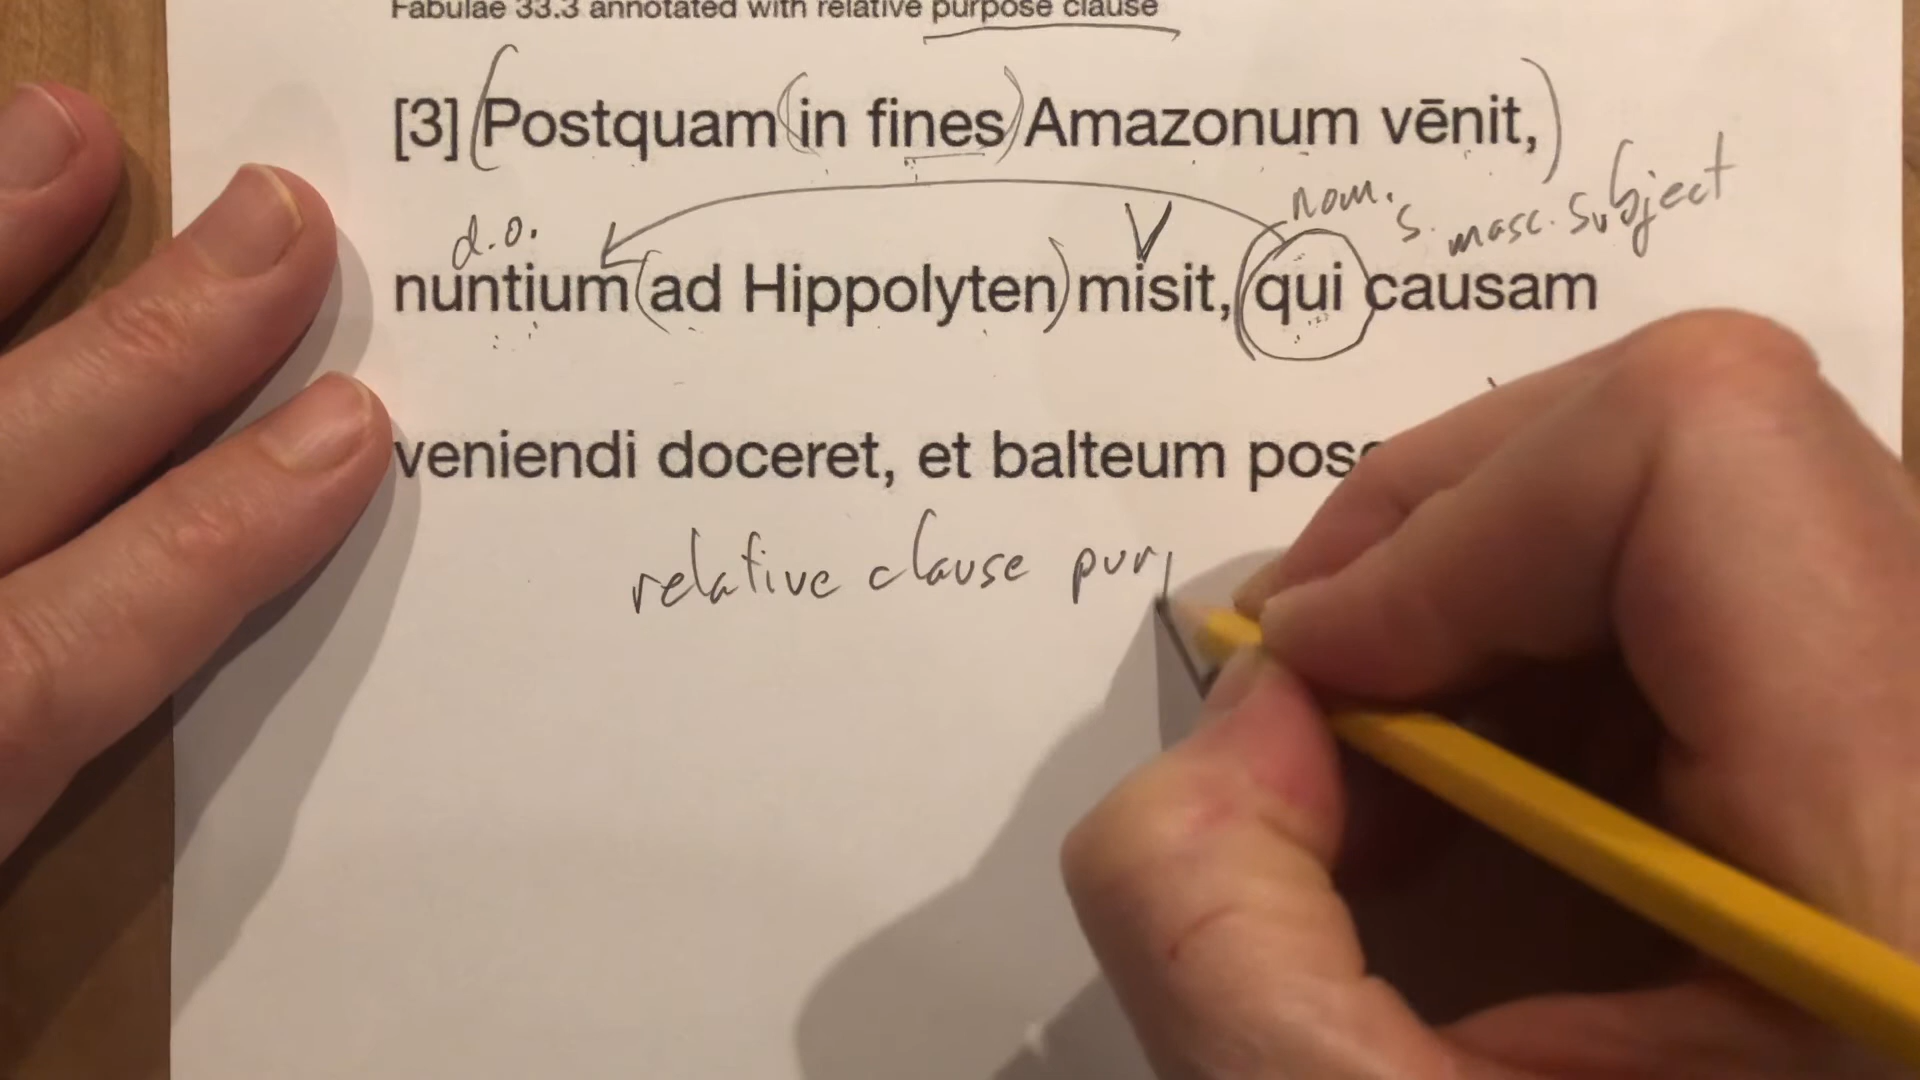 Fabulae 33.3 annotated with relative purpose clause
[3] (Postquam (in fines) Amazonum vēnit,)
d.o. V nom. s. masc. subject
nuntium (ad Hippolyten) misit, (qui causam
veniendi doceret, et balteum pos
relative clause pur